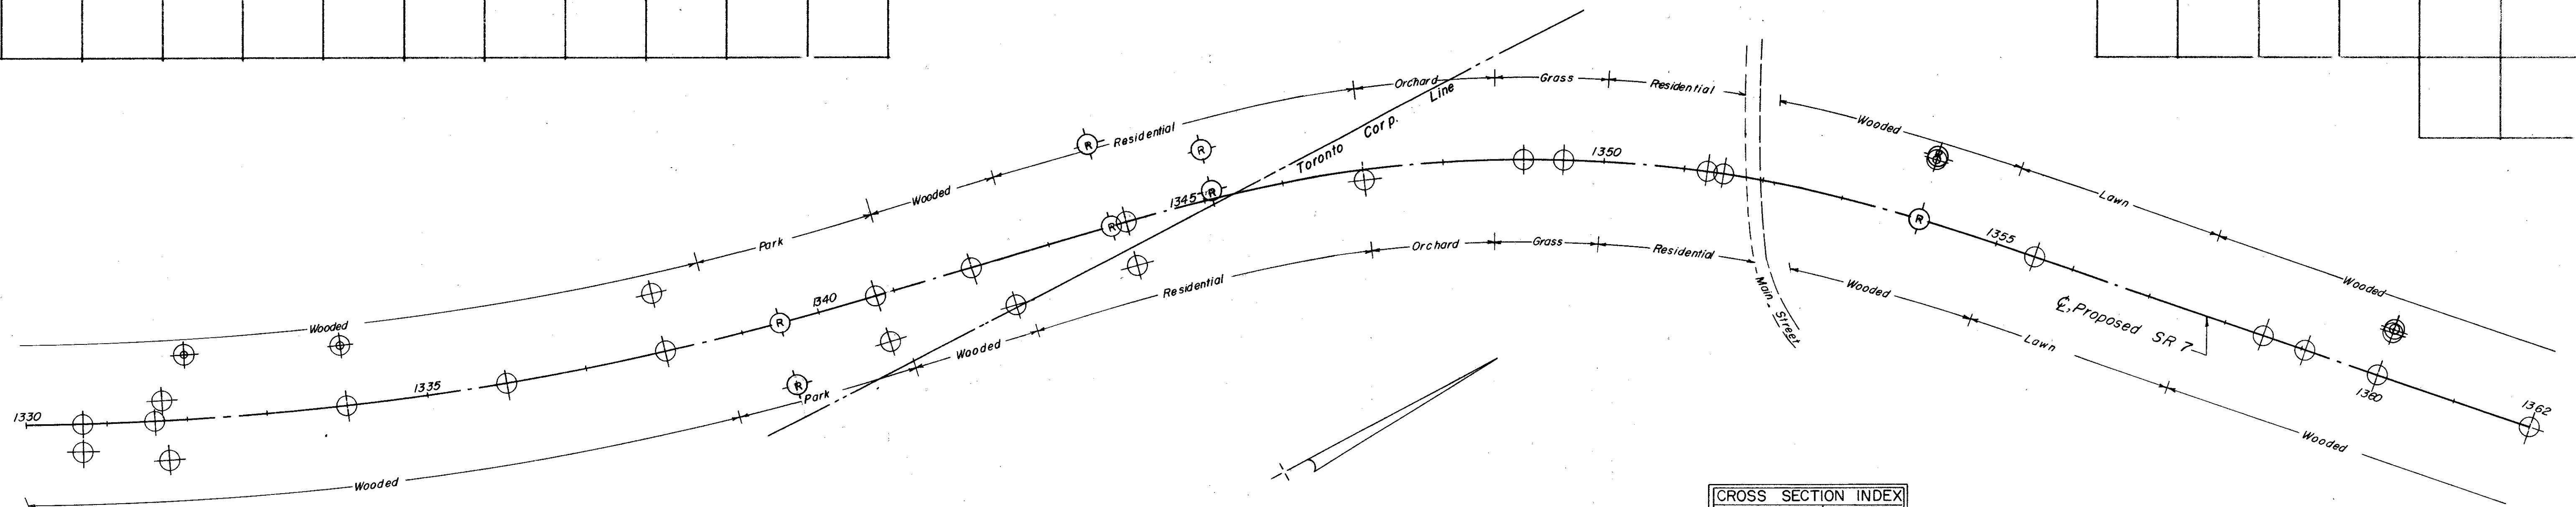 Orchard
Grass
Residential
Line
Corp.
Toronto
Wooded
Residential
R
R
1350
R
Lawn
Wooded
1345
R
Wooded
R
R
1355
Park
Orchard
Grass
Residential
Wooded
Residential
Main Street
Wooded
℄, Proposed SR 7
Lawn
1340
R
Wooded
Wooded
1335
R
Park
1330
1360
1362
Wooded
Wooded
CROSS SECTION INDEX